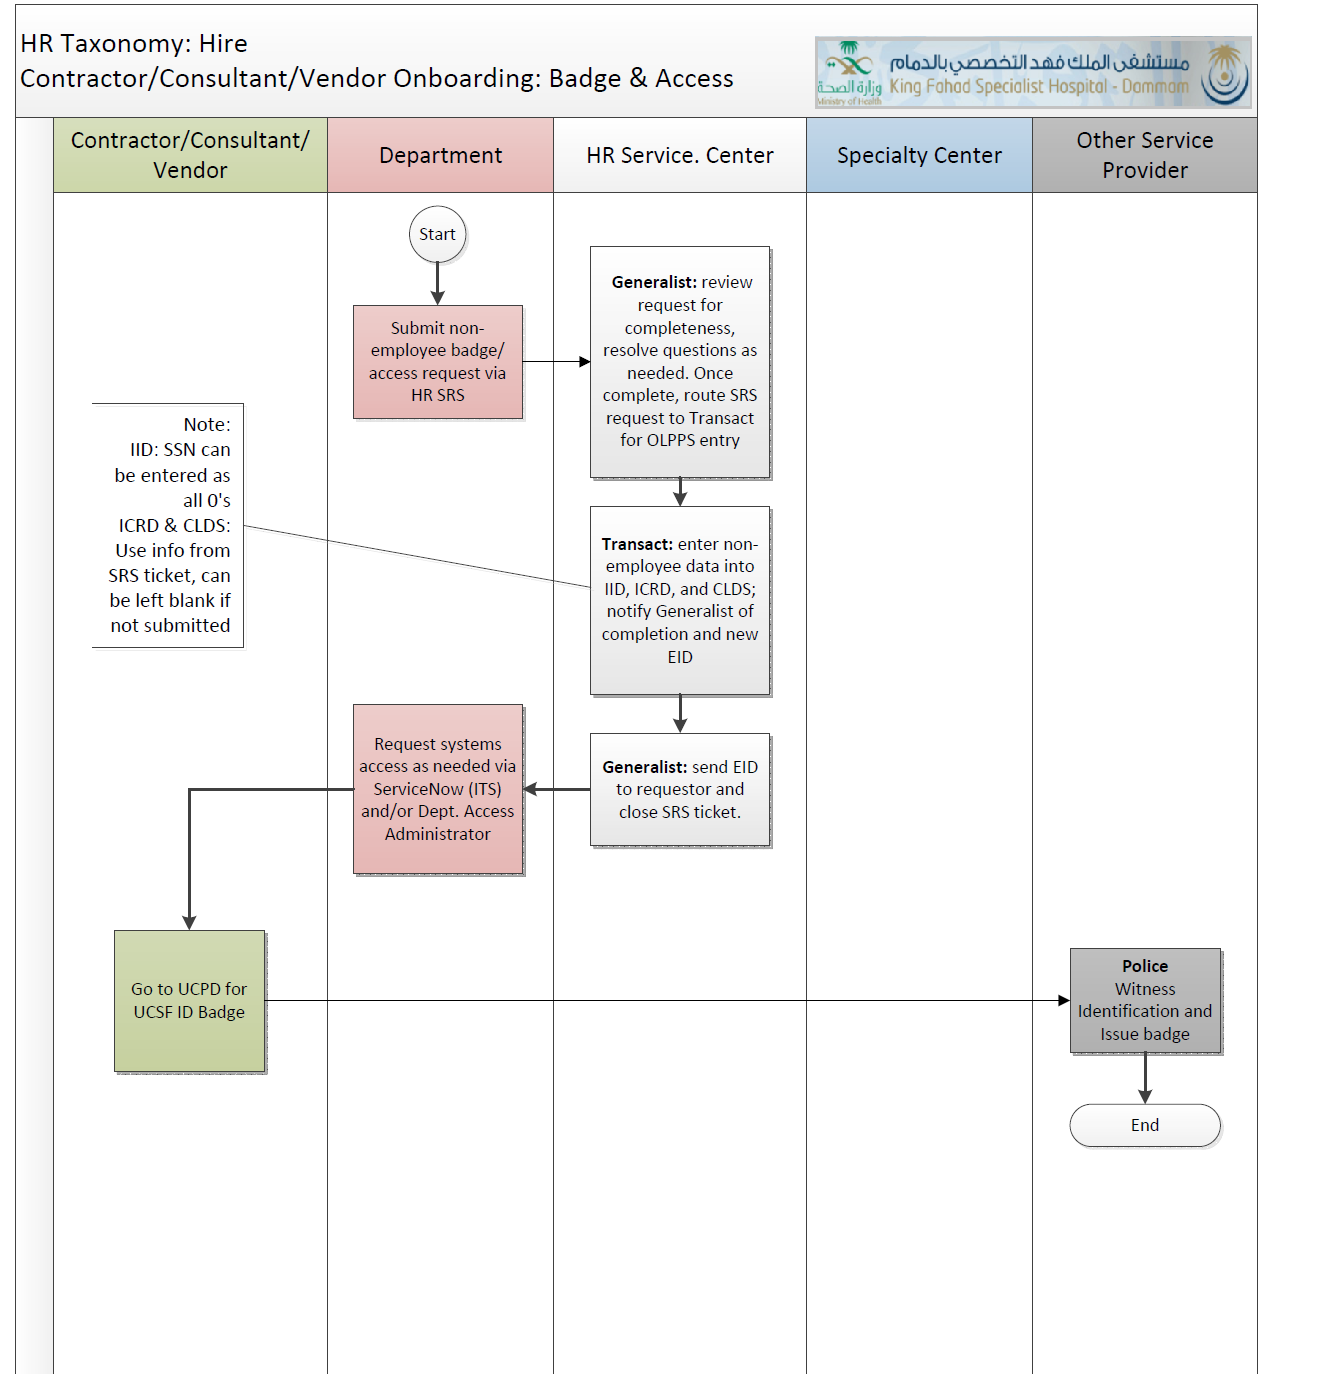 HR Taxonomy: Hire
Contractor/Consultant/Vendor Onboarding: Badge & Access
مستشفى الملك فهد التخصصي بالدمام
وزارة الصحة
King Fahad Specialist Hospital - Dammam
Ministry of Health
Contractor/Consultant/
Vendor
Department
HR Service. Center
Specialty Center
Other Service
Provider
Start
Submit non-
employee badge/
access request via
HR SRS
Generalist: review
request for
completeness,
resolve questions as
needed. Once
complete, route SRS
request to Transact
for OLPPS entry
Note:
IID: SSN can
be entered as
all 0's
ICRD & CLDS:
Use info from
SRS ticket, can
be left blank if
not submitted
Transact: enter non-
employee data into
IID, ICRD, and CLDS;
notify Generalist of
completion and new
EID
Generalist: send EID
to requestor and
close SRS ticket.
Request systems
access as needed via
ServiceNow (ITS)
and/or Dept. Access
Administrator
Go to UCPD for
UCSF ID Badge
Police
Witness
Identification and
Issue badge
End